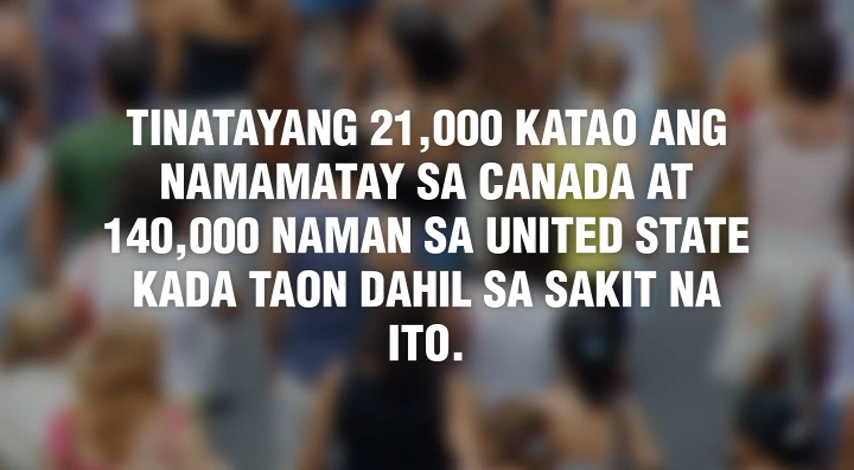 TINATAYANG 21,000 KATAO ANG
NAMAMATAY SA CANADA AT
140,000 NAMAN SA UNITED STATE
KADA TAON DAHIL SA SAKIT NA
ITO.